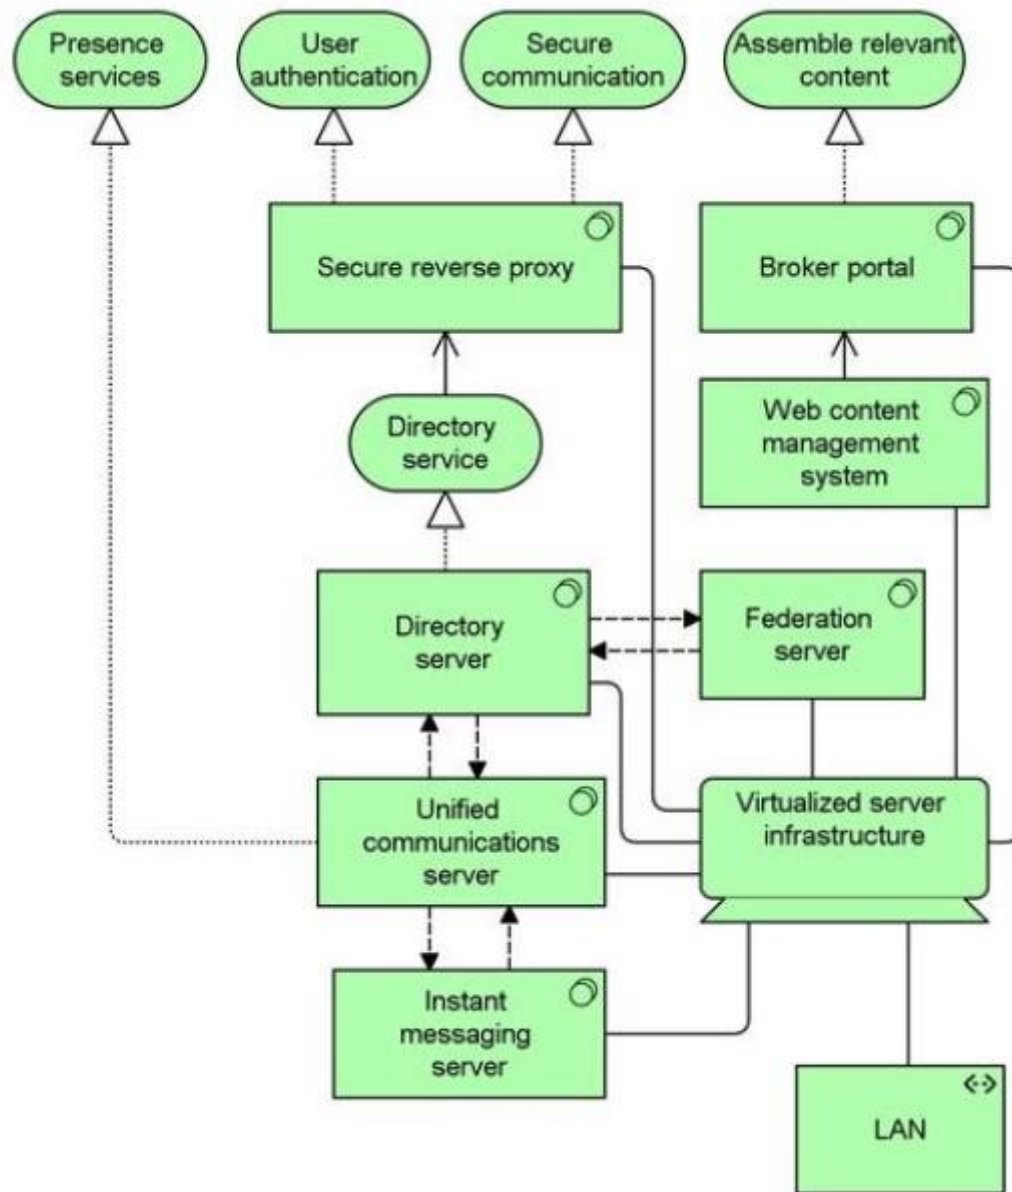 Presence
services
User
authentication
Secure
communication
Assemble relevant
content
Secure reverse proxy
Broker portal
Directory
service
Web content
management
system
Directory
server
Federation
server
Unified
communications
server
Virtualized server
infrastructure
Instant
messaging
server
LAN